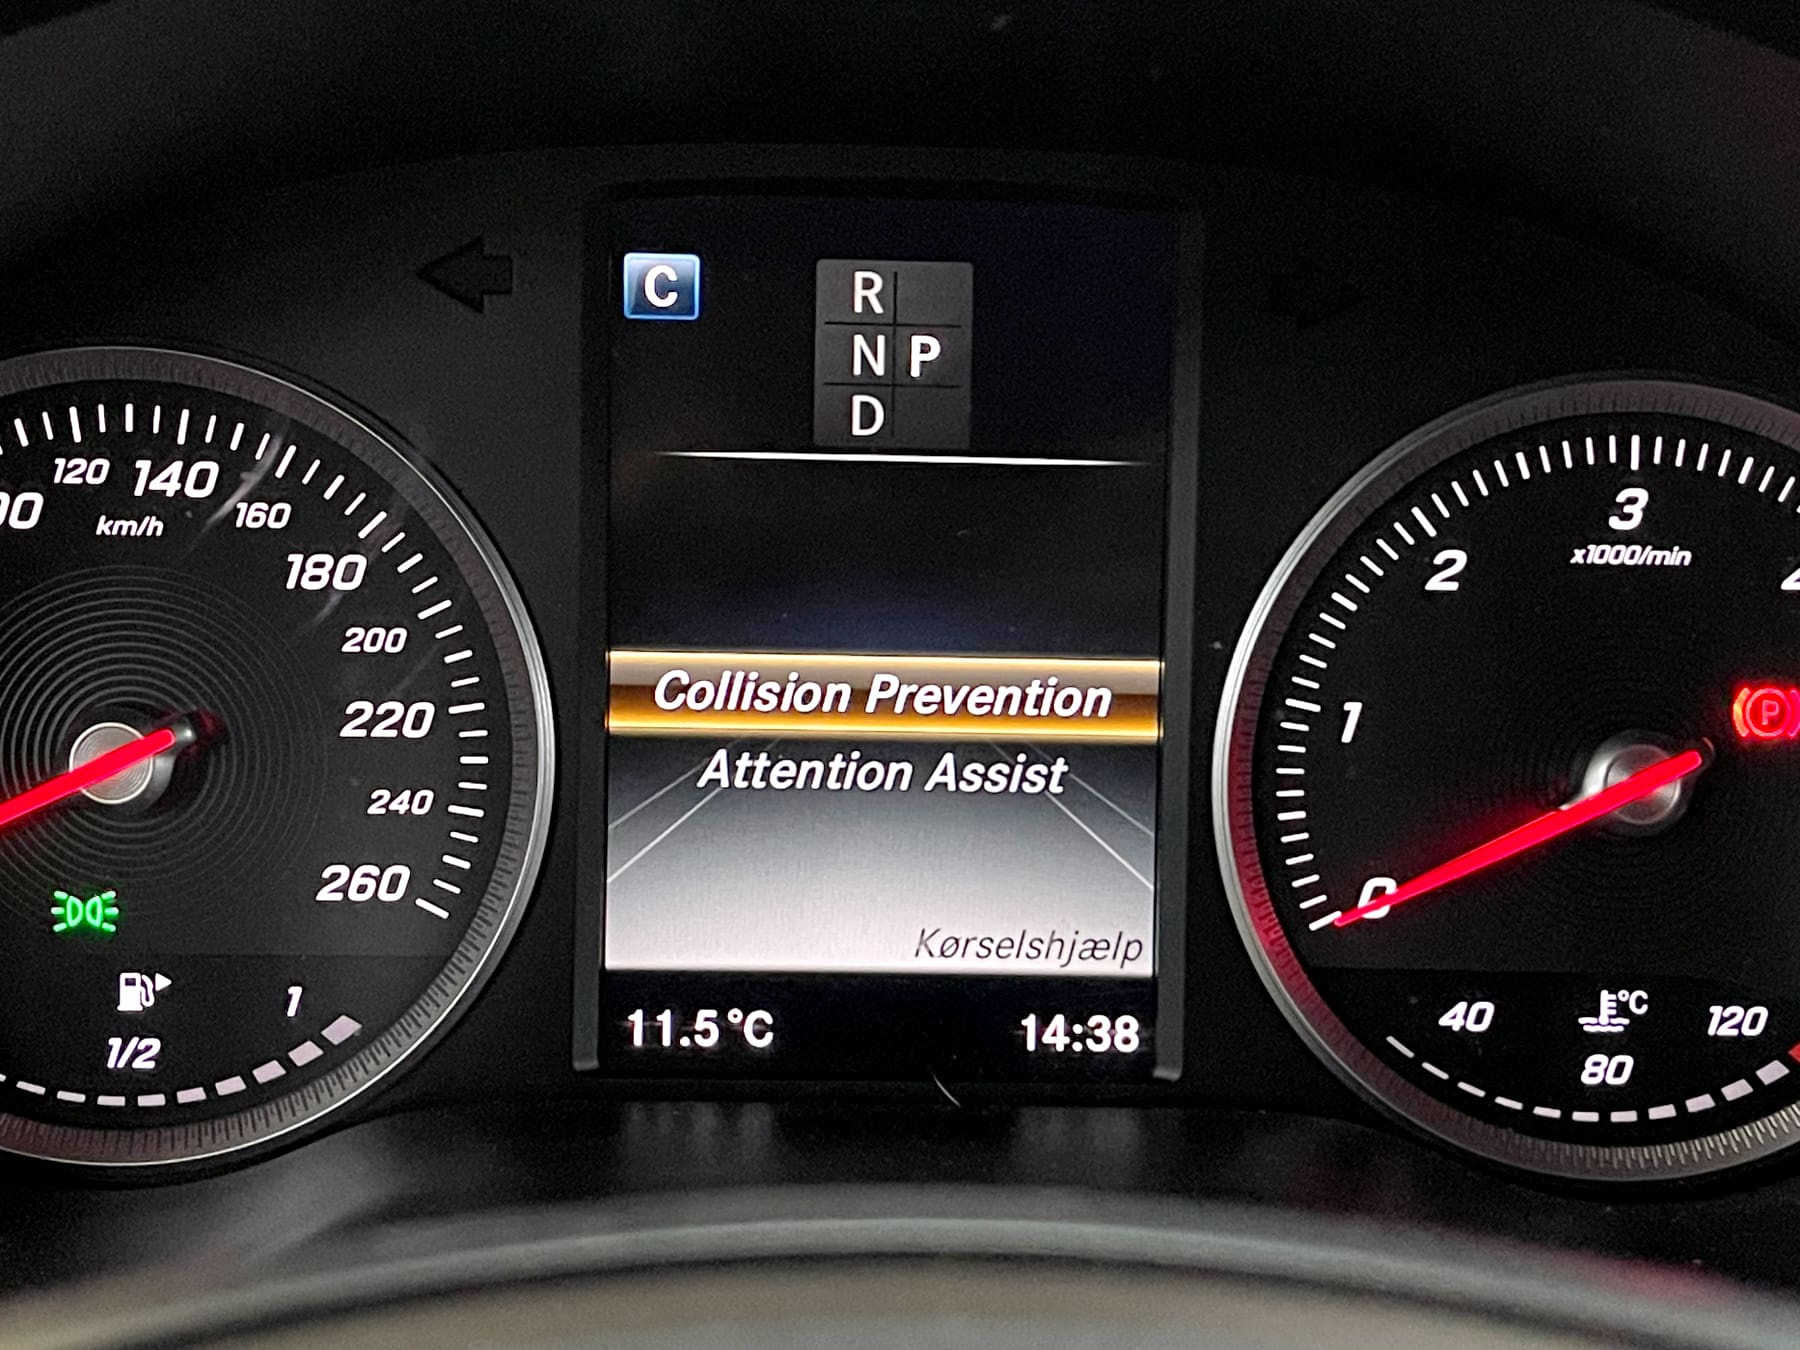 C
R
N P
D
120 140
km/h
160
180
200
220
240
260
1
1/2
Collision Prevention
Attention Assist
Kørselshjælp
11.5°C
14:38
3
x1000/min
2
1
0
P
40
°C
120
80